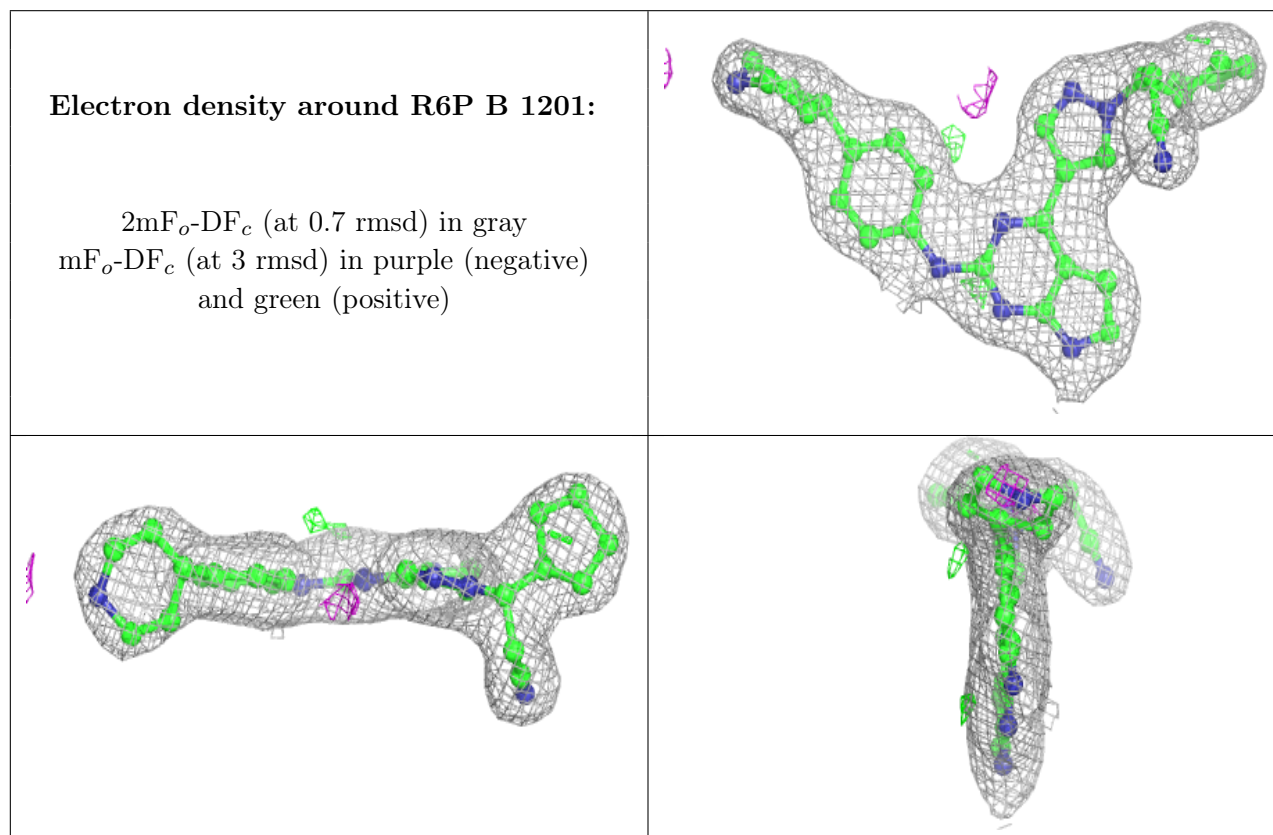 Electron density around R6P B 1201:
2mFo-DFc (at 0.7 rmsd) in gray
mFo-DFc (at 3 rmsd) in purple (negative)
and green (positive)